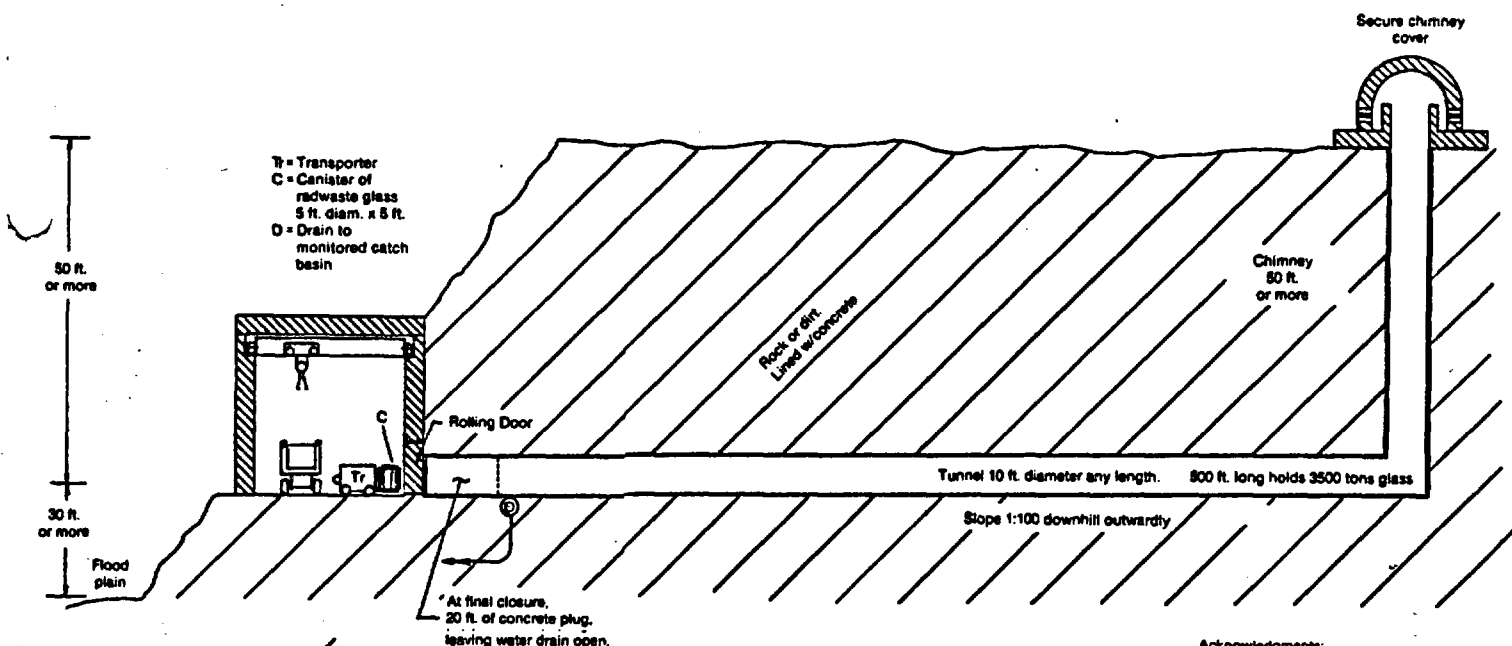 Secure chimney
cover
Tr = Transporter
C = Canister of
radwaste glass
5 ft. diam. x 5 ft.
D = Drain to
monitored catch
basin
50 ft.
or more
Chimney
50 ft.
or more
Rock or dirt.
Lined w/concrete
C
Rolling Door
Tr
Tunnel 10 ft. diameter any length. 800 ft. long holds 3500 tons glass
30 ft.
or more
Slope 1:100 downhill outwardly
D
Flood
plain
At final closure,
20 ft. of concrete plug,
leaving water drain open.
Acknowledgments: